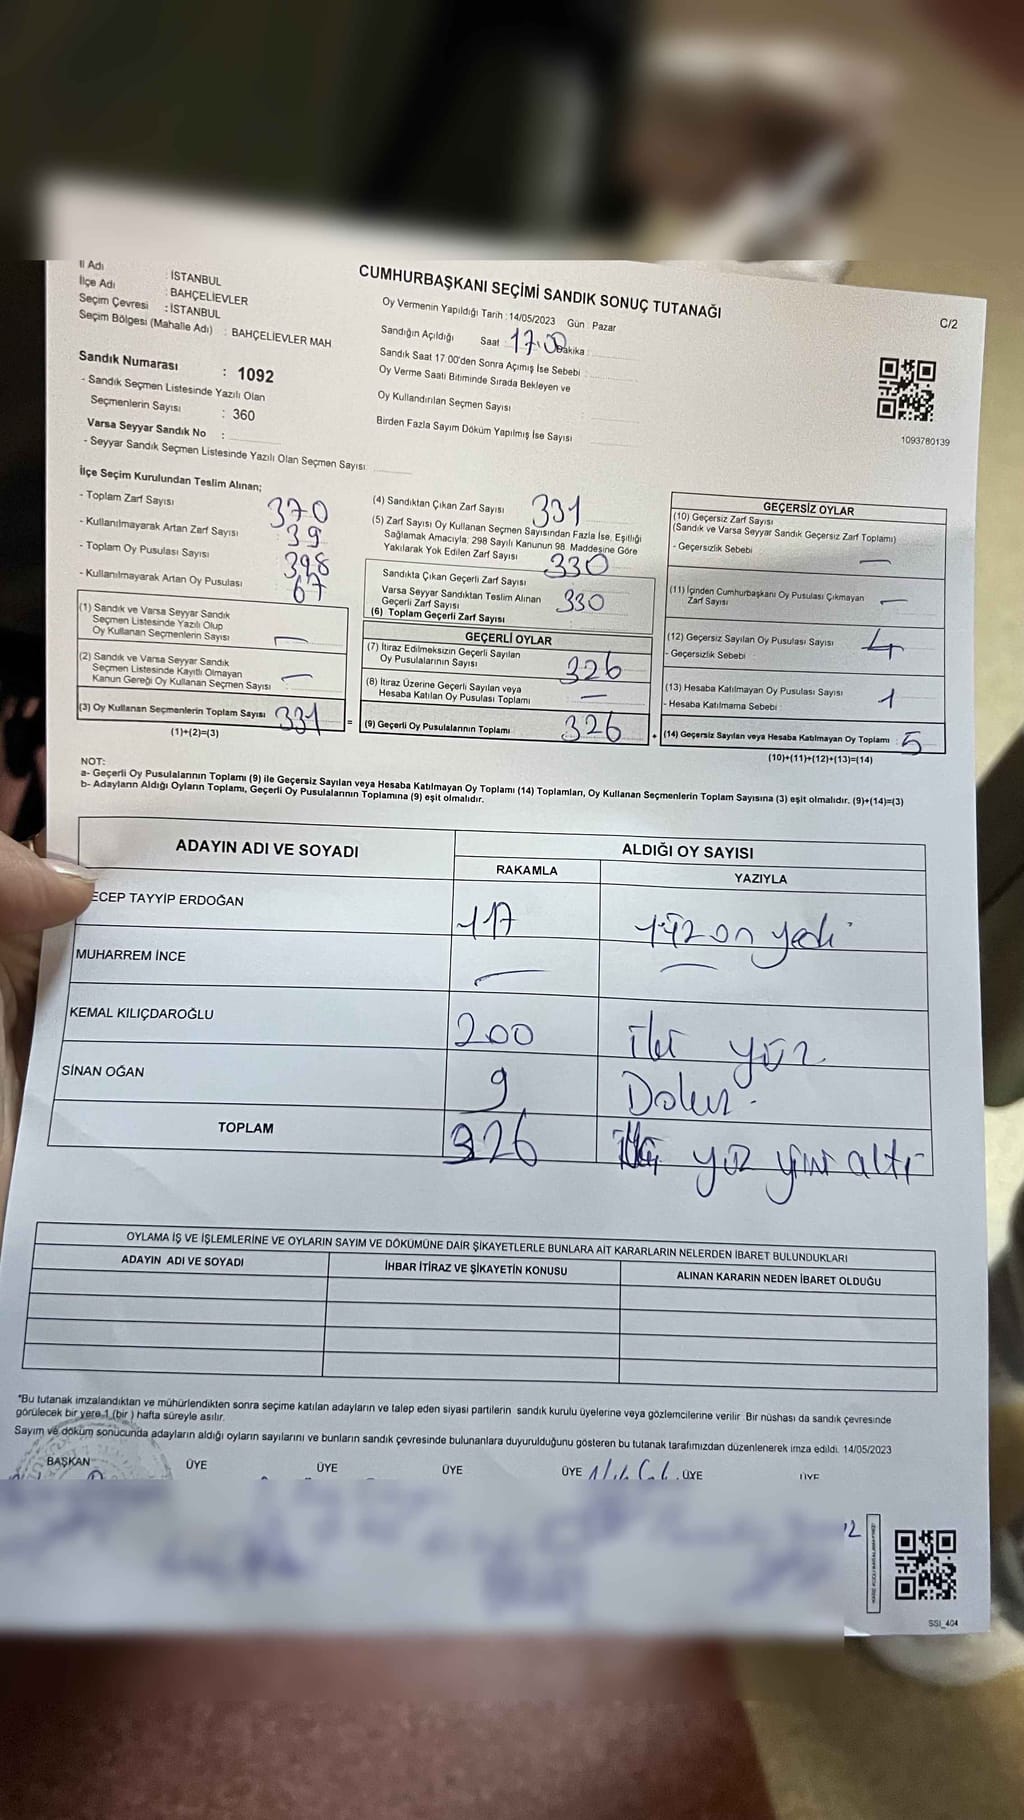 İl Adı : İSTANBUL
İlçe Adı : BAHÇELİEVLER
Seçim Çevresi : İSTANBUL
Seçim Bölgesi (Mahalle Adı) : BAHÇELİEVLER MAH
Sandık Numarası : 1092
- Sandık Seçmen Listesinde Yazılı Olan
Seçmenlerin Sayısı : 360
Varsa Seyyar Sandık No :
- Seyyar Sandık Seçmen Listesinde Yazılı Olan Seçmen Sayısı:
CUMHURBAŞKANI SEÇİMİ SANDIK SONUÇ TUTANAĞI
C/2
Oy Vermenin Yapıldığı Tarih : 14/05/2023 Gün : Pazar
Sandığın Açıldığı Saat : 17:00 Dakika :
Sandık Saat 17.00'den Sonra Açımış İse Sebebi :
Oy Verme Saati Bitiminde Sırada Bekleyen ve
Oy Kullandırılan Seçmen Sayısı
Birden Fazla Sayım Döküm Yapılmış İse Sayısı
1093780139
İlçe Seçim Kurulundan Teslim Alınan;
- Toplam Zarf Sayısı 370
- Kullanılmayarak Artan Zarf Sayısı 39
- Toplam Oy Pusulası Sayısı 398
- Kullanılmayarak Artan Oy Pusulası 67
(1) Sandık ve Varsa Seyyar Sandık
Seçmen Listesinde Yazılı Olup
Oy Kullanan Seçmenlerin Sayısı —
(2) Sandık ve Varsa Seyyar Sandık
Seçmen Listesinde Kayıtlı Olmayan
Kanun Gereği Oy Kullanan Seçmen Sayısı —
(3) Oy Kullanan Seçmenlerin Toplam Sayısı 331 =
(1)+(2)=(3)
(4) Sandıktan Çıkan Zarf Sayısı 331
(5) Zarf Sayısı Oy Kullanan Seçmen Sayısından Fazla İse, Eşitliği
Sağlamak Amacıyla, 298 Sayılı Kanunun 98. Maddesine Göre
Yakılarak Yok Edilen Zarf Sayısı 330
Sandıkta Çıkan Geçerli Zarf Sayısı
Varsa Seyyar Sandıktan Teslim Alınan
Geçerli Zarf Sayısı 330
(6) Toplam Geçerli Zarf Sayısı
GEÇERLİ OYLAR
(7) İtiraz Edilmeksizin Geçerli Sayılan
Oy Pusulalarının Sayısı 326
(8) İtiraz Üzerine Geçerli Sayılan veya
Hesaba Katılan Oy Pusulası Toplamı —
(9) Geçerli Oy Pusulalarının Toplamı 326 +
GEÇERSİZ OYLAR
(10) Geçersiz Zarf Sayısı
(Sandık ve Varsa Seyyar Sandık Geçersiz Zarf Toplamı)
- Geçersizlik Sebebi —
(11) İçinden Cumhurbaşkanı Oy Pusulası Çıkmayan
Zarf Sayısı —
(12) Geçersiz Sayılan Oy Pusulası Sayısı 4
- Geçersizlik Sebebi
(13) Hesaba Katılmayan Oy Pusulası Sayısı 1
- Hesaba Katılmama Sebebi :
(14) Geçersiz Sayılan veya Hesaba Katılmayan Oy Toplamı : 5
(10)+(11)+(12)+(13)=(14)
NOT:
a- Geçerli Oy Pusulalarının Toplamı (9) ile Geçersiz Sayılan veya Hesaba Katılmayan Oy Toplamı (14) Toplamları, Oy Kullanan Seçmenlerin Toplam Sayısına (3) eşit olmalıdır. (9)+(14)=(3)
b- Adayların Aldığı Oyların Toplamı, Geçerli Oy Pusulalarının Toplamına (9) eşit olmalıdır.
ADAYIN ADI VE SOYADI ALDIĞI OY SAYISI
RAKAMLA YAZIYLA
ECEP TAYYİP ERDOĞAN 117 yüz on yedi
MUHARREM İNCE — —
KEMAL KILIÇDAROĞLU 200 iki yüz
SİNAN OĞAN 9 Dokuz.
TOPLAM 326 yüz yirmi altı
OYLAMA İŞ VE İŞLEMLERİNE VE OYLARIN SAYIM VE DÖKÜMÜNE DAİR ŞİKAYETLERLE BUNLARA AİT KARARLARIN NELERDEN İBARET BULUNDUKLARI
ADAYIN ADI VE SOYADI İHBAR İTİRAZ VE ŞİKAYETİN KONUSU ALINAN KARARIN NEDEN İBARET OLDUĞU
*Bu tutanak imzalandıktan ve mühürlendikten sonra seçime katılan adayların ve talep eden siyasi partilerin sandık kurulu üyelerine veya gözlemcilerine verilir. Bir nüshası da sandık çevresinde
görülecek bir yere 1 (bir) hafta süreyle asılır.
Sayım ve döküm sonucunda adayların aldığı oyların sayılarını ve bunların sandık çevresinde bulunanlara duyurulduğunu gösteren bu tutanak tarafımızdan düzenlenerek imza edildi. 14/05/2023
BAŞKAN ÜYE ÜYE ÜYE ÜYE ÜYE ÜYE
SSI_404